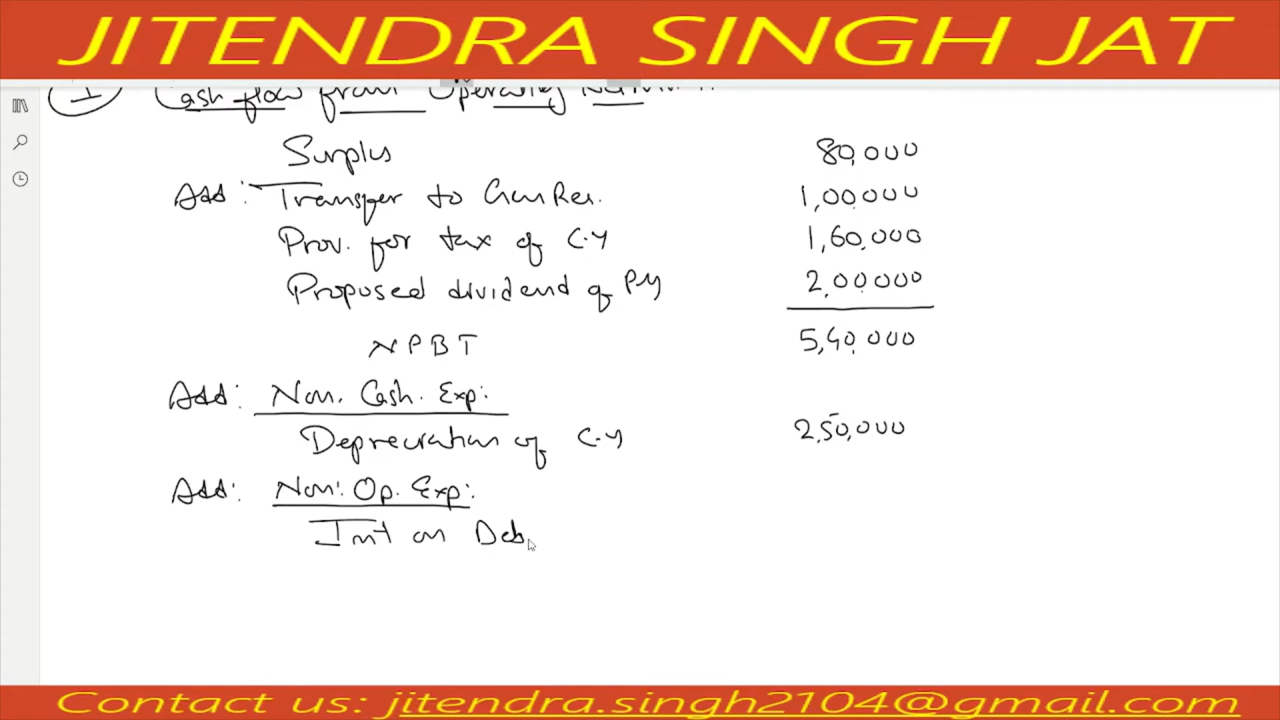 JITENDRA SINGH JAT
I Cash flow from Operating
Surplus 80,000
Add: Transfer to Gen Res. 1,00,000
Prov. for tax of C.Y 1,60,000
Proposed dividend of P.Y 2,00,000
NPBT 5,40,000
Add: Non. Cash. Exp:
Depreciation of C.Y 2,50,000
Add: Non. Op. Exp:
Int on Deb.
Contact us: jitendra.singh2104@gmail.com